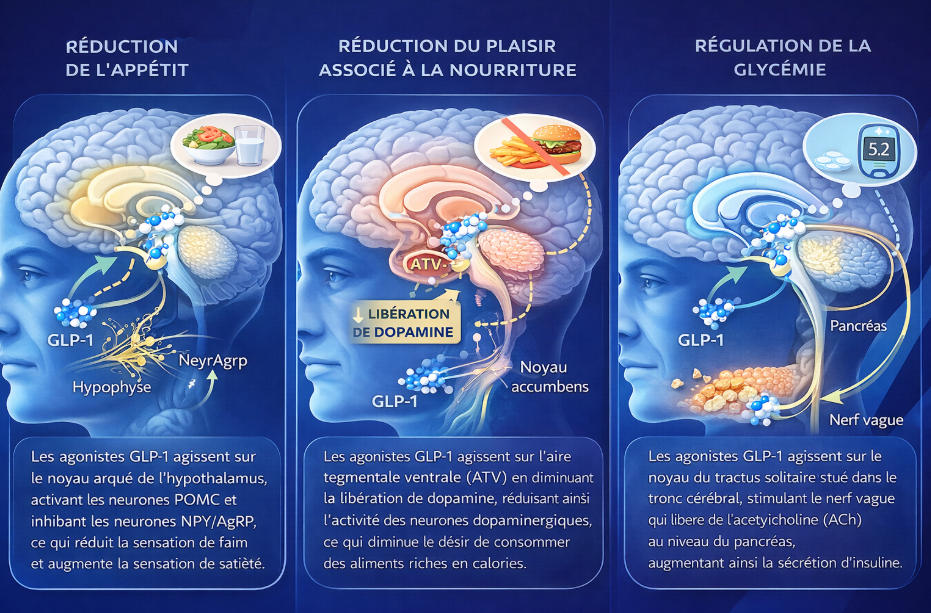 RÉDUCTION
DE L'APPÉTIT
GLP-1
Hypophyse
NeyrAgrp
Les agonistes GLP-1 agissent sur
le noyau arqué de l'hypothalamus,
activant les neurones POMC et
inhibant les neurones NPY/AgRP,
ce qui réduit la sensation de faim
et augmente la sensation de satiètè.
RÉDUCTION DU PLAISIR
ASSOCIÉ À LA NOURRITURE
ATV
↓ LIBÉRATION
DE DOPAMINE
GLP-1
Noyau
accumbens
Les agonistes GLP-1 agissent sur l'aire
tegmentale ventrale (ATV) en diminuant
la libération de dopamine, réduisant ainsi
l'activité des neurones dopaminergiques,
ce qui diminue le désir de consommer
des aliments riches en calories.
RÉGULATION DE LA
GLYCÉMIE
5.2
GLP-1
Pancréas
Nerf vague
Les agonistes GLP-1 agissent sur le
noyau du tractus solitaire stué dans le
tronc cérébral, stimulant le nerf vague
qui libere de l'acetyicholine (ACh)
au niveau du pancréas,
augmentant ainsi la sécrétion d'insuline.